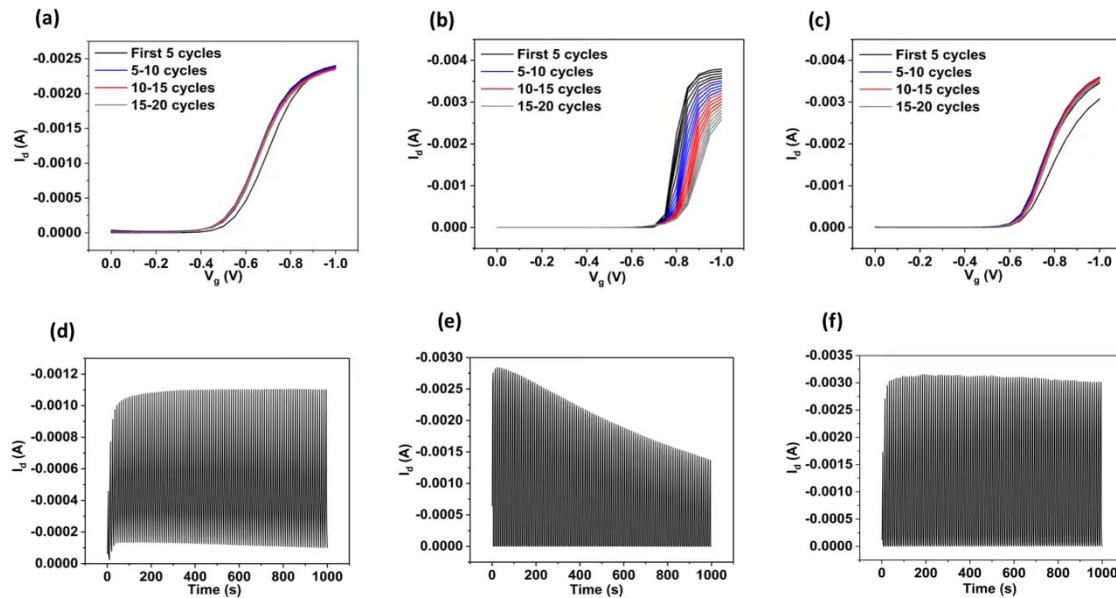 (a)
First 5 cycles
5-10 cycles
10-15 cycles
15-20 cycles
-0.0025
-0.0020
-0.0015
-0.0010
-0.0005
0.0000
I_d (A)
0.0 -0.2 -0.4 -0.6 -0.8 -1.0
V_g (V)
(b)
First 5 cycles
5-10 cycles
10-15 cycles
15-20 cycles
-0.004
-0.003
-0.002
-0.001
0.000
I_d (A)
0.0 -0.2 -0.4 -0.6 -0.8 -1.0
V_g (V)
(c)
First 5 cycles
5-10 cycles
10-15 cycles
15-20 cycles
-0.004
-0.003
-0.002
-0.001
0.000
I_d (A)
0.0 -0.2 -0.4 -0.6 -0.8 -1.0
V_g (V)
(d)
-0.0012
-0.0010
-0.0008
-0.0006
-0.0004
-0.0002
0.0000
I_d (A)
0 200 400 600 800 1000
Time (s)
(e)
-0.0030
-0.0025
-0.0020
-0.0015
-0.0010
-0.0005
0.0000
I_d (A)
0 200 400 600 800 1000
Time (s)
(f)
-0.0035
-0.0030
-0.0025
-0.0020
-0.0015
-0.0010
-0.0005
0.0000
I_d (A)
0 200 400 600 800 1000
Time (s)